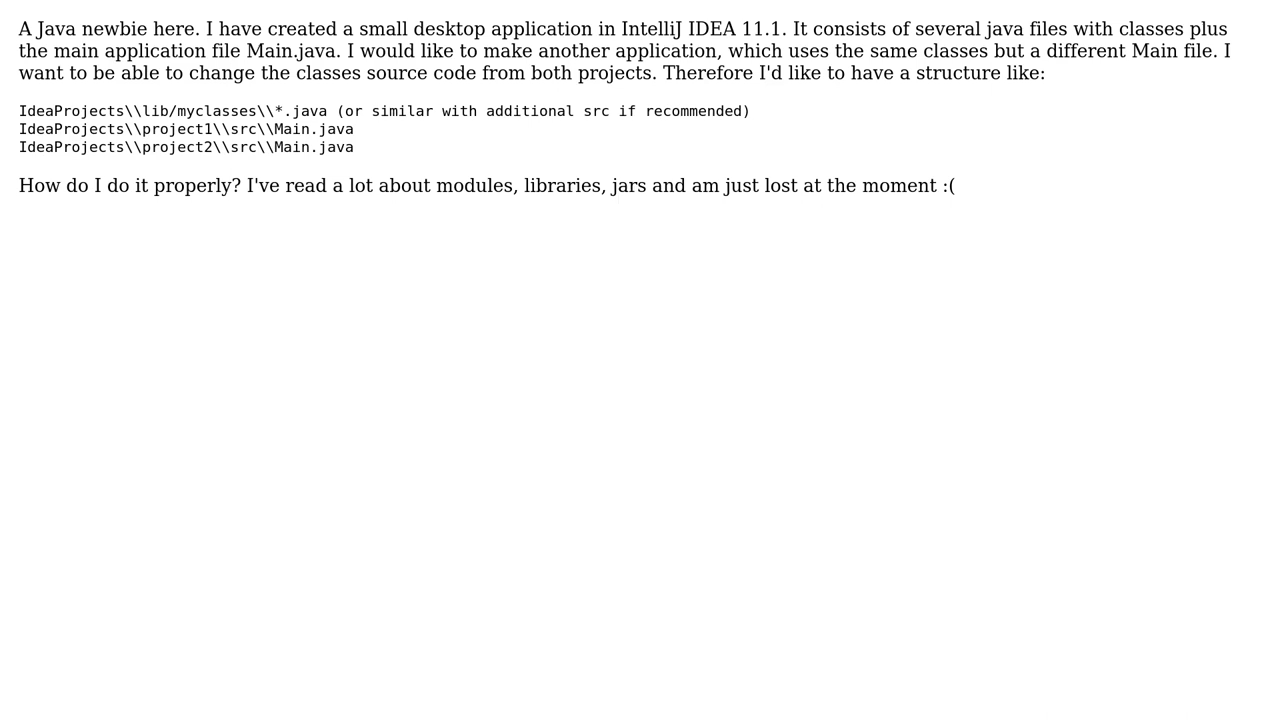 A Java newbie here. I have created a small desktop application in IntelliJ IDEA 11.1. It consists of several java files with classes plus
the main application file Main.java. I would like to make another application, which uses the same classes but a different Main file. I
want to be able to change the classes source code from both projects. Therefore I'd like to have a structure like:
IdeaProjects\\lib/myclasses\\*.java (or similar with additional src if recommended)
IdeaProjects\\project1\\src\\Main.java
IdeaProjects\\project2\\src\\Main.java
How do I do it properly? I've read a lot about modules, libraries, jars and am just lost at the moment :(